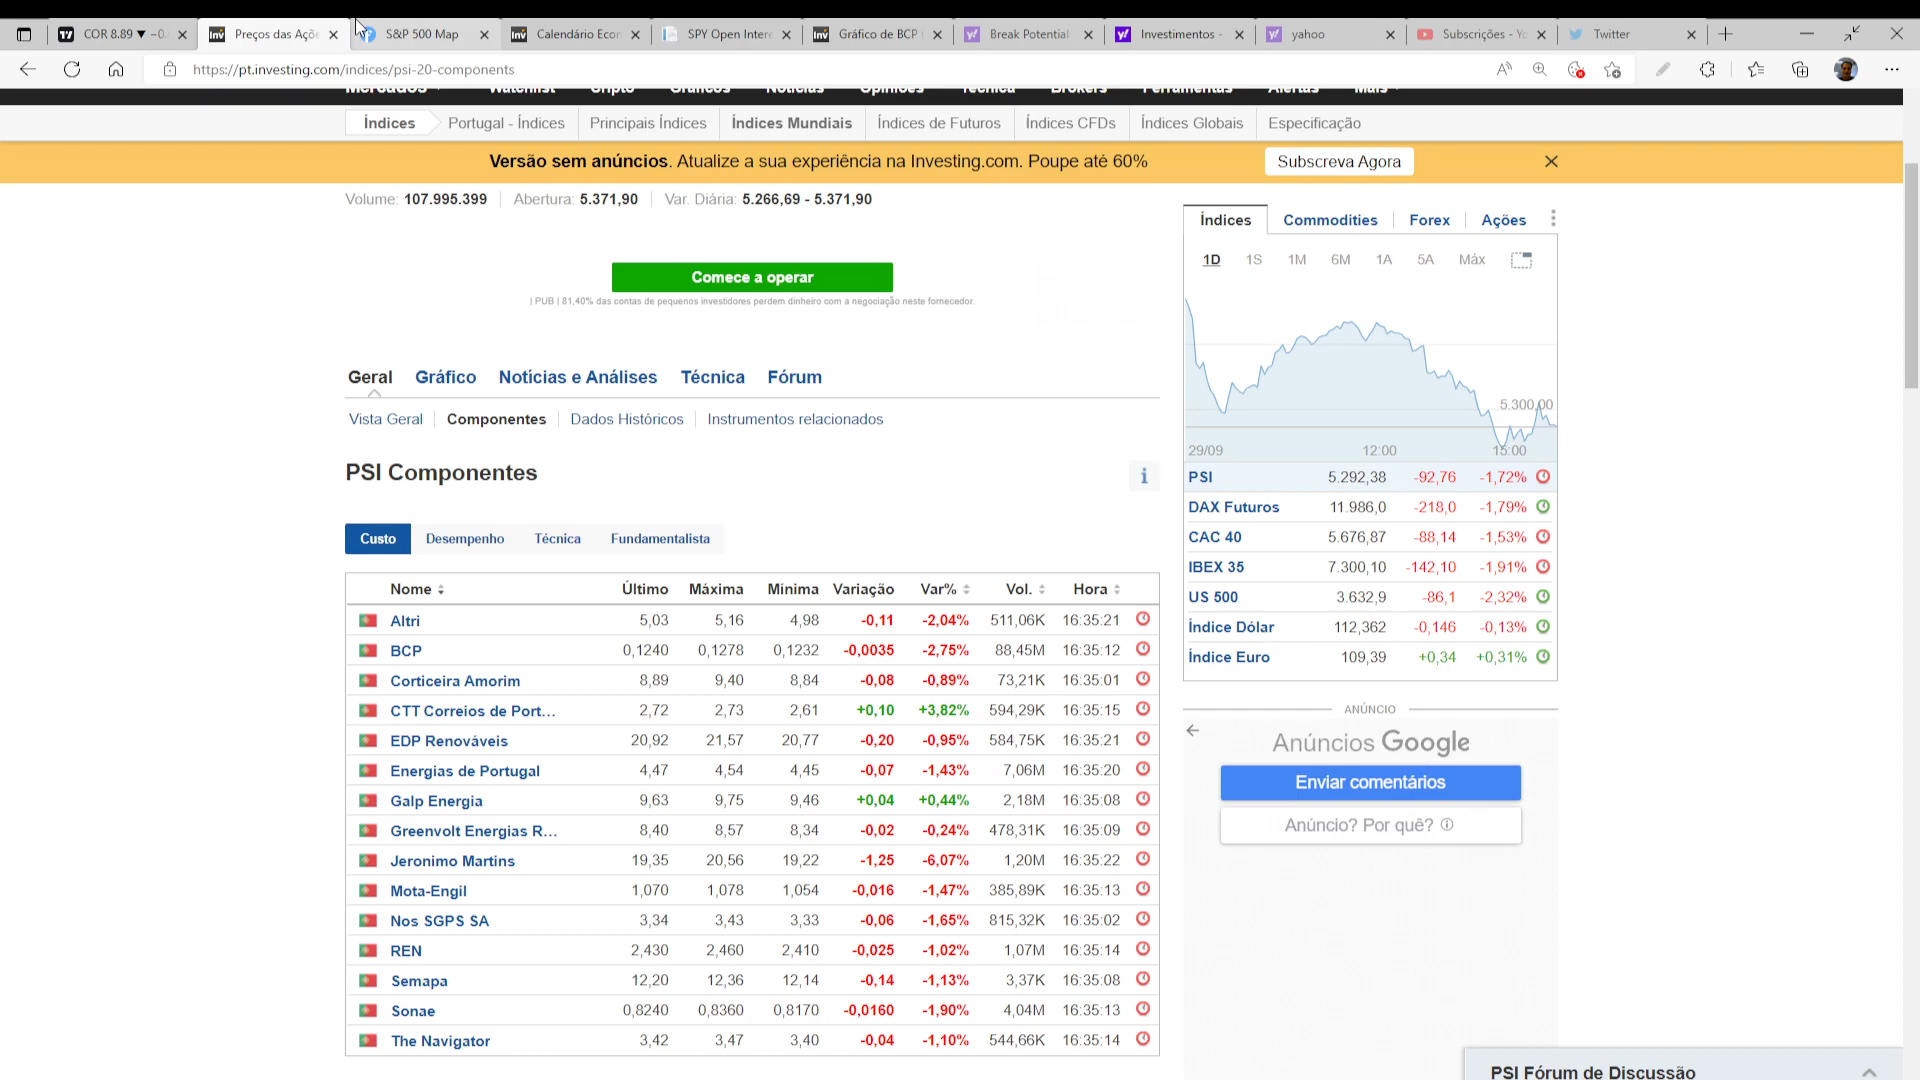 COR 8.89 ▼ −0.
Preços das Açõe
S&P 500 Map
Calendário Econ
SPY Open Intere
Gráfico de BCP
Break Potential
Investimentos -
yahoo
Subscrições - Yo
Twitter
https://pt.investing.com/indices/psi-20-components
Mercados Watchlist Cripto Gráficos Notícias Opiniões Técnica Brokers Ferramentas Alertas Mais
Índices Portugal - Índices Principais Índices Índices Mundiais Índices de Futuros Índices CFDs Índices Globais Especificação
Versão sem anúncios. Atualize a sua experiência na Investing.com. Poupe até 60% Subscreva Agora
Volume: 107.995.399 Abertura: 5.371,90 Var. Diária: 5.266,69 - 5.371,90
Comece a operar
| PUB | 81,40% das contas de pequenos investidores perdem dinheiro com a negociação neste fornecedor.
Geral Gráfico Notícias e Análises Técnica Fórum
Vista Geral Componentes Dados Históricos Instrumentos relacionados
PSI Componentes
Custo Desempenho Técnica Fundamentalista
Nome Último Máxima Mínima Variação Var% Vol. Hora
Altri 5,03 5,16 4,98 -0,11 -2,04% 511,06K 16:35:21
BCP 0,1240 0,1278 0,1232 -0,0035 -2,75% 88,45M 16:35:12
Corticeira Amorim 8,89 9,40 8,84 -0,08 -0,89% 73,21K 16:35:01
CTT Correios de Port... 2,72 2,73 2,61 +0,10 +3,82% 594,29K 16:35:15
EDP Renováveis 20,92 21,57 20,77 -0,20 -0,95% 584,75K 16:35:21
Energias de Portugal 4,47 4,54 4,45 -0,07 -1,43% 7,06M 16:35:20
Galp Energia 9,63 9,75 9,46 +0,04 +0,44% 2,18M 16:35:08
Greenvolt Energias R... 8,40 8,57 8,34 -0,02 -0,24% 478,31K 16:35:09
Jeronimo Martins 19,35 20,56 19,22 -1,25 -6,07% 1,20M 16:35:22
Mota-Engil 1,070 1,078 1,054 -0,016 -1,47% 385,89K 16:35:13
Nos SGPS SA 3,34 3,43 3,33 -0,06 -1,65% 815,32K 16:35:02
REN 2,430 2,460 2,410 -0,025 -1,02% 1,07M 16:35:14
Semapa 12,20 12,36 12,14 -0,14 -1,13% 3,37K 16:35:08
Sonae 0,8240 0,8360 0,8170 -0,0160 -1,90% 4,04M 16:35:13
The Navigator 3,42 3,47 3,40 -0,04 -1,10% 544,66K 16:35:14
Índices Commodities Forex Ações
1D 1S 1M 6M 1A 5A Máx
5.300,00
29/09 12:00 15:00
PSI 5.292,38 -92,76 -1,72%
DAX Futuros 11.986,0 -218,0 -1,79%
CAC 40 5.676,87 -88,14 -1,53%
IBEX 35 7.300,10 -142,10 -1,91%
US 500 3.632,9 -86,1 -2,32%
Índice Dólar 112,362 -0,146 -0,13%
Índice Euro 109,39 +0,34 +0,31%
ANÚNCIO
Anúncios Google
Enviar comentários
Anúncio? Por quê?
PSI Fórum de Discussão